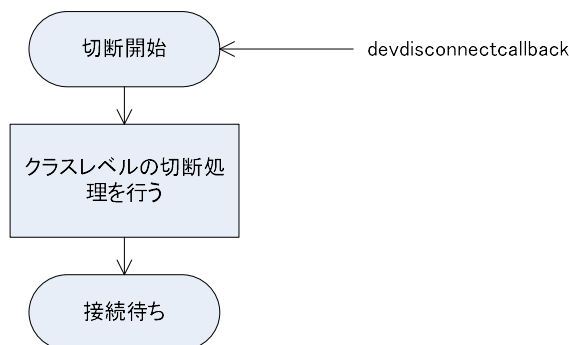 切断開始
devdisconnectcallback
クラスレベルの切断処
理を行う
接続待ち